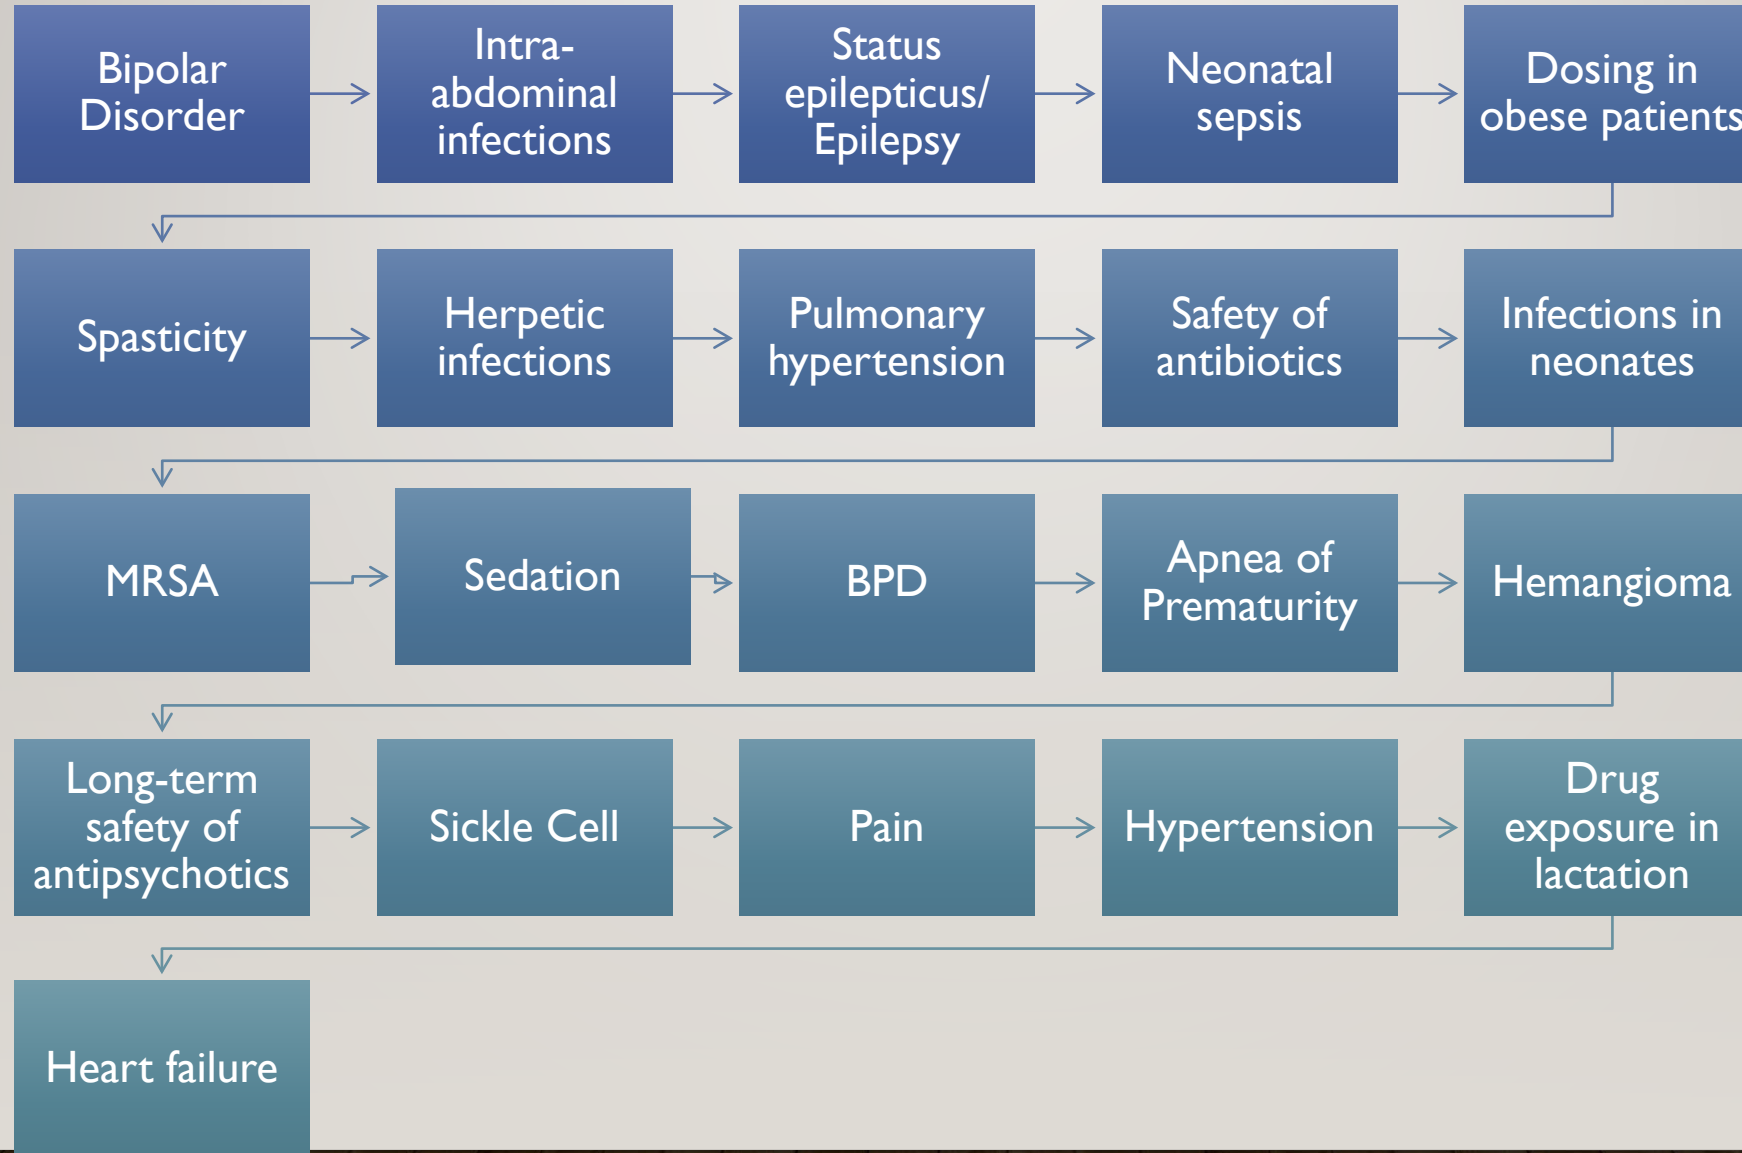 Bipolar
Disorder
Intra-
abdominal
infections
Status
epilepticus/
Epilepsy
Neonatal
sepsis
Dosing in
obese patients
Spasticity
Herpetic
infections
Pulmonary
hypertension
Safety of
antibiotics
Infections in
neonates
MRSA
Sedation
BPD
Apnea of
Prematurity
Hemangioma
Long-term
safety of
antipsychotics
Sickle Cell
Pain
Hypertension
Drug
exposure in
lactation
Heart failure